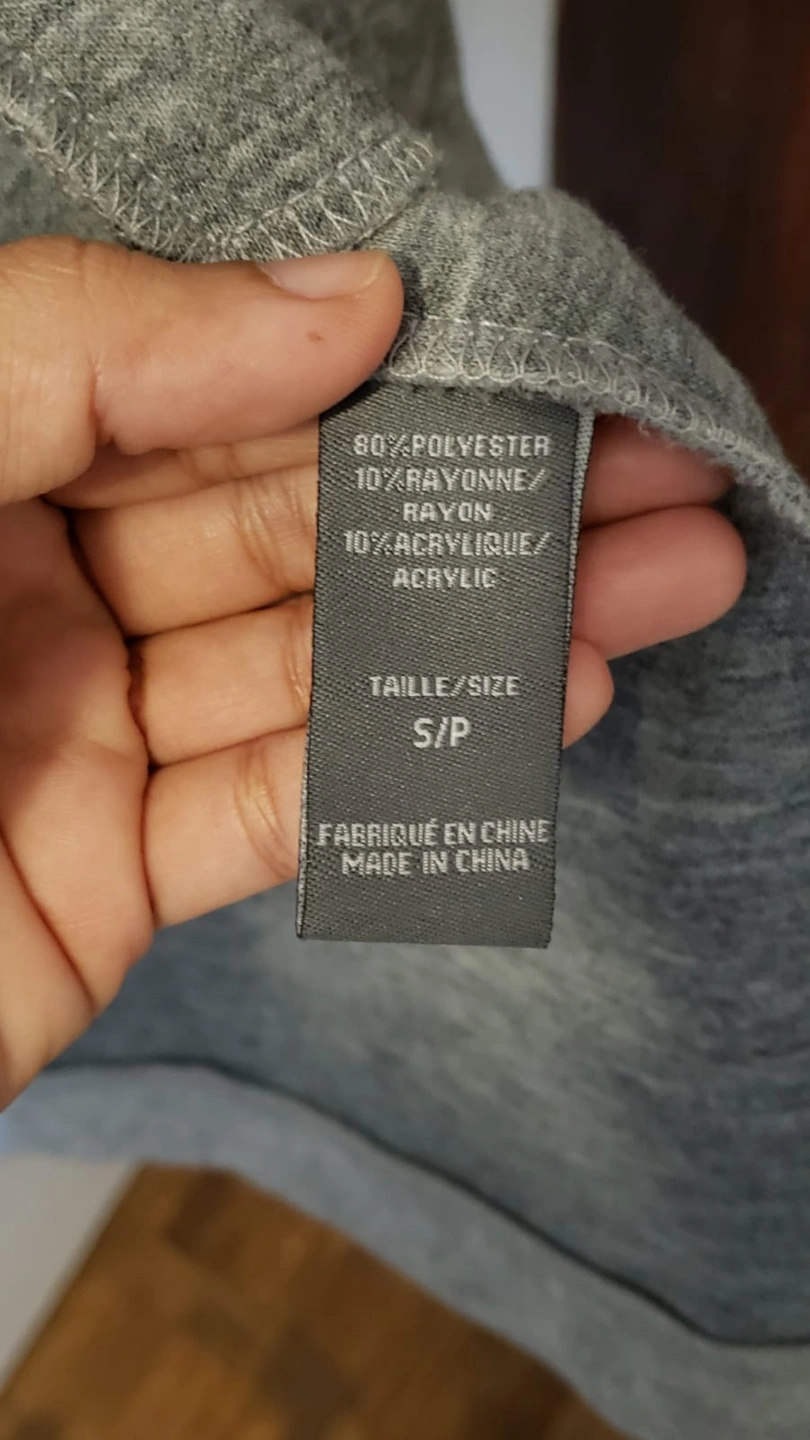 80%POLYESTER
10%RAYONNE/
RAYON
10%ACRYLIQUE/
ACRYLIC
TAILLE/SIZE
S/P
FABRIQUÉ EN CHINE
MADE IN CHINA